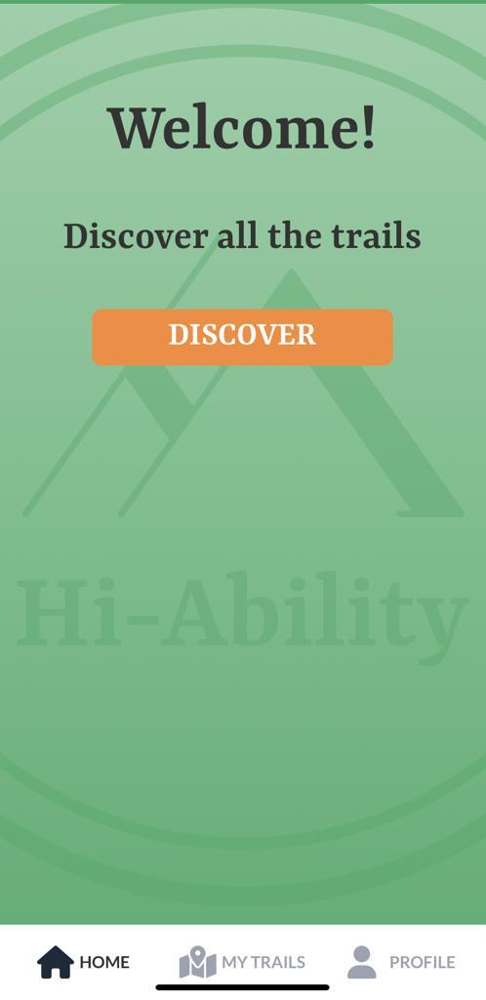 Welcome!
Discover all the trails
DISCOVER
Hi-Ability
HOME
MY TRAILS
PROFILE